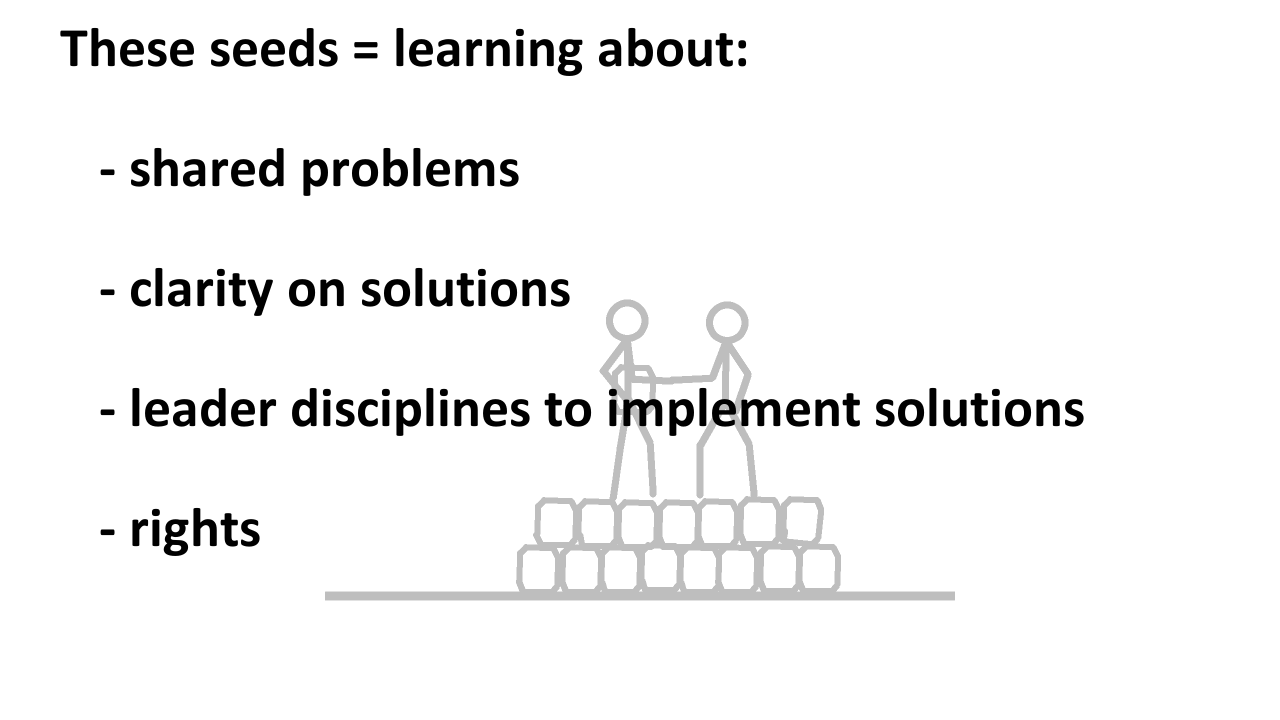 These seeds = learning about:
- shared problems
- clarity on solutions
- leader disciplines to implement solutions
- rights